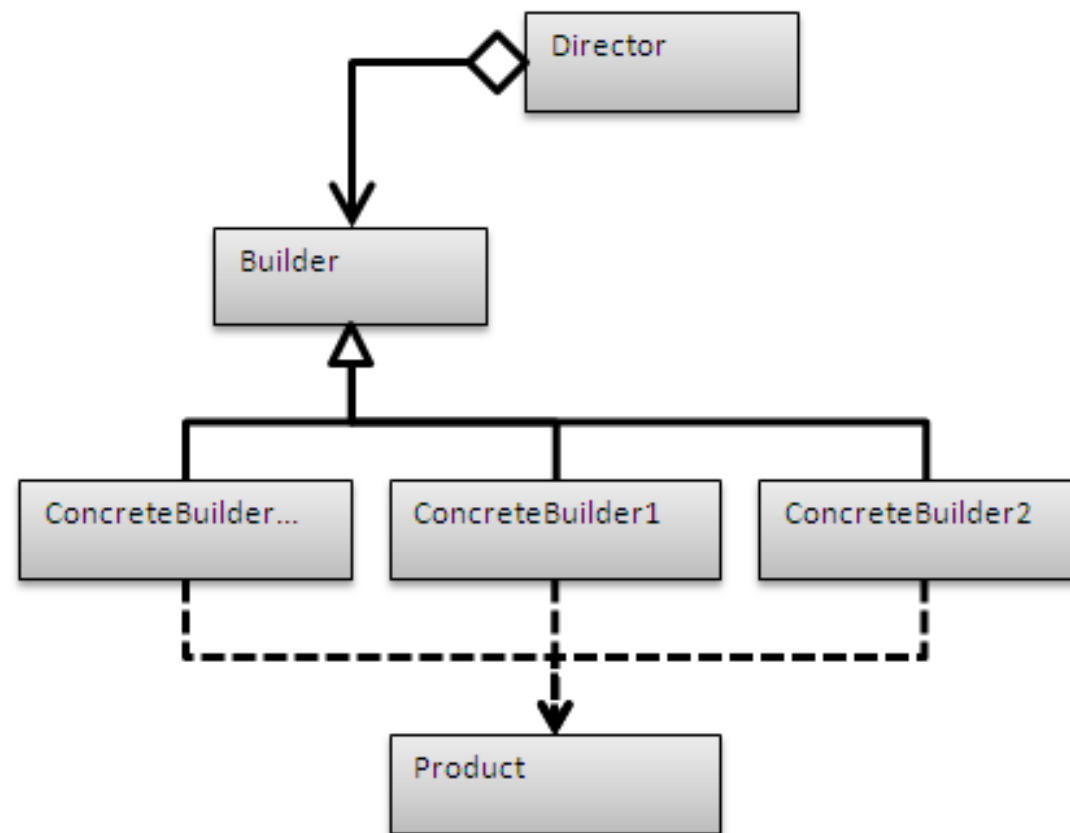 Director
Builder
ConcreteBuilder...
ConcreteBuilder1
ConcreteBuilder2
Product